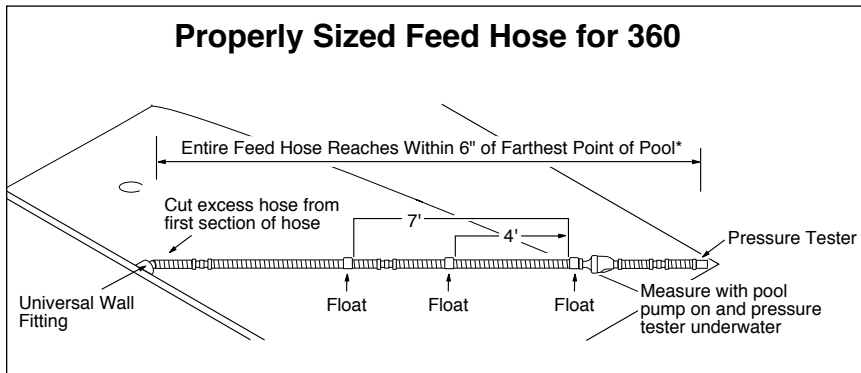 Properly Sized Feed Hose for 360
Entire Feed Hose Reaches Within 6" of Farthest Point of Pool*
Cut excess hose from
first section of hose
7'
4'
Pressure Tester
Universal Wall
Fitting
Float
Float
Float
Measure with pool
pump on and pressure
tester underwater